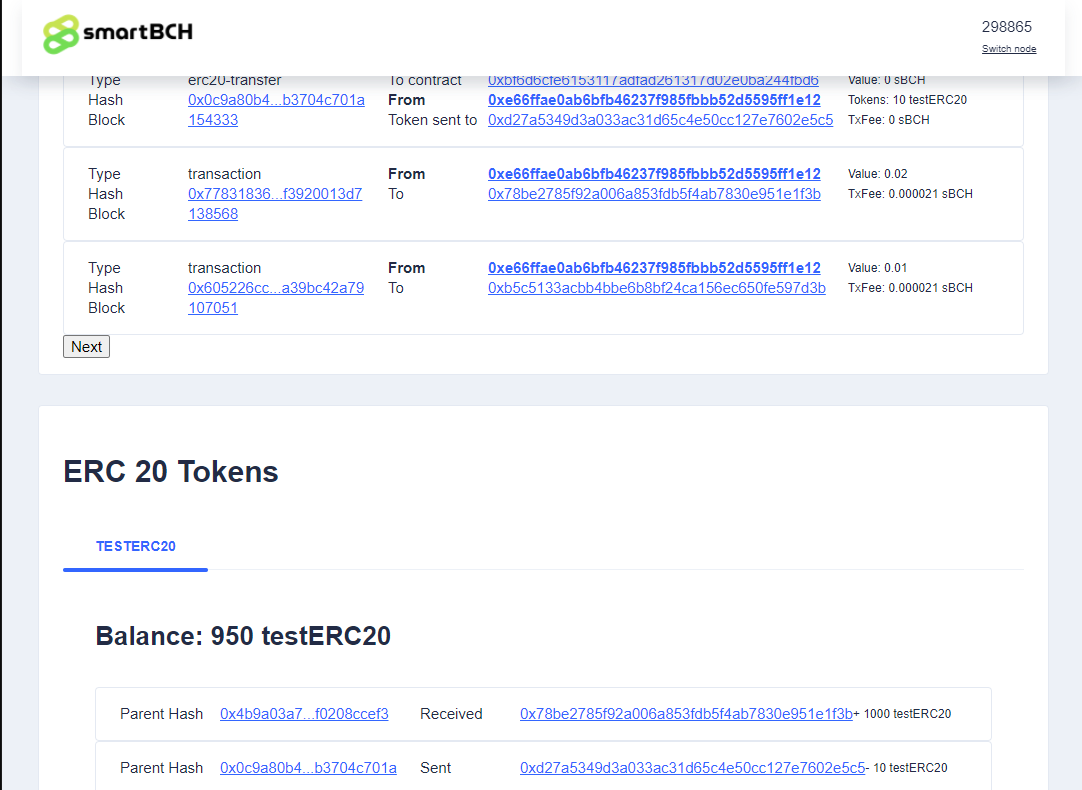 smartBCH
298865
Switch node
Type erc20-transfer To contract 0xbf6d6cfe6153117adfad261317d02e0ba244fbd6 Value: 0 sBCH
Hash 0x0c9a80b4...b3704c701a From 0xe66ffae0ab6bfb46237f985fbbb52d5595ff1e12 Tokens: 10 testERC20
Block 154333 Token sent to 0xd27a5349d3a033ac31d65c4e50cc127e7602e5c5 TxFee: 0 sBCH
Type transaction From 0xe66ffae0ab6bfb46237f985fbbb52d5595ff1e12 Value: 0.02
Hash 0x77831836...f3920013d7 To 0x78be2785f92a006a853fdb5f4ab7830e951e1f3b TxFee: 0.000021 sBCH
Block 138568
Type transaction From 0xe66ffae0ab6bfb46237f985fbbb52d5595ff1e12 Value: 0.01
Hash 0x605226cc...a39bc42a79 To 0xb5c5133acbb4bbe6b8bf24ca156ec650fe597d3b TxFee: 0.000021 sBCH
Block 107051
Next
ERC 20 Tokens
TESTERC20
Balance: 950 testERC20
Parent Hash 0x4b9a03a7...f0208ccef3 Received 0x78be2785f92a006a853fdb5f4ab7830e951e1f3b+ 1000 testERC20
Parent Hash 0x0c9a80b4...b3704c701a Sent 0xd27a5349d3a033ac31d65c4e50cc127e7602e5c5- 10 testERC20